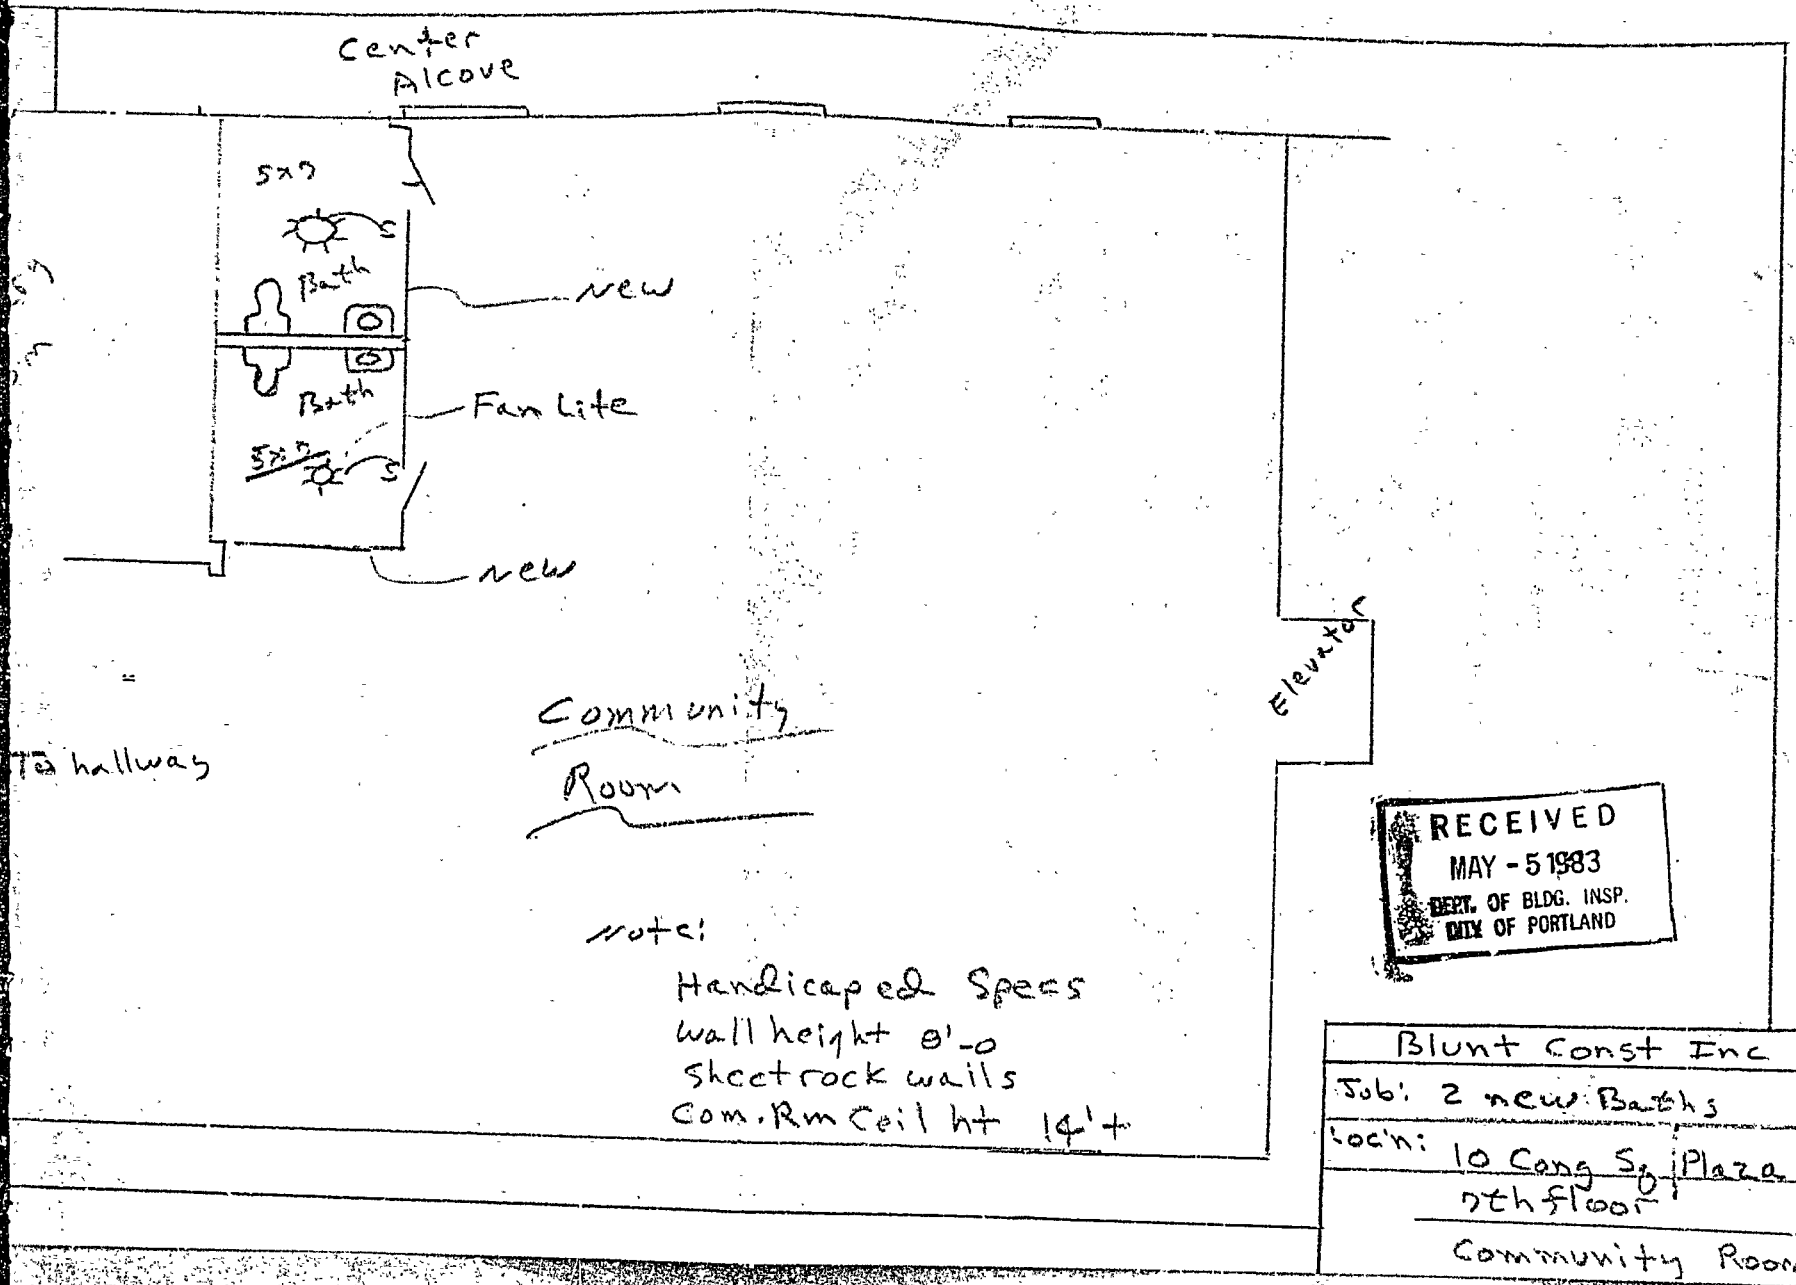 Center
Alcove
5x7
S
Bath
New
Bath
Fan Lite
5x7
S
New
Elevator
Community
Room
To hallway
RECEIVED
MAY - 5 1983
DEPT. OF BLDG. INSP.
CITY OF PORTLAND
Note:
Handicaped Specs
Wall height 8'-0
Sheetrock walls
Com. Rm Ceil ht 14'+
Blunt Const Inc
Job: 2 new Baths
Loc'n: 10 Cong Sq Plaza
7th floor
Community Room